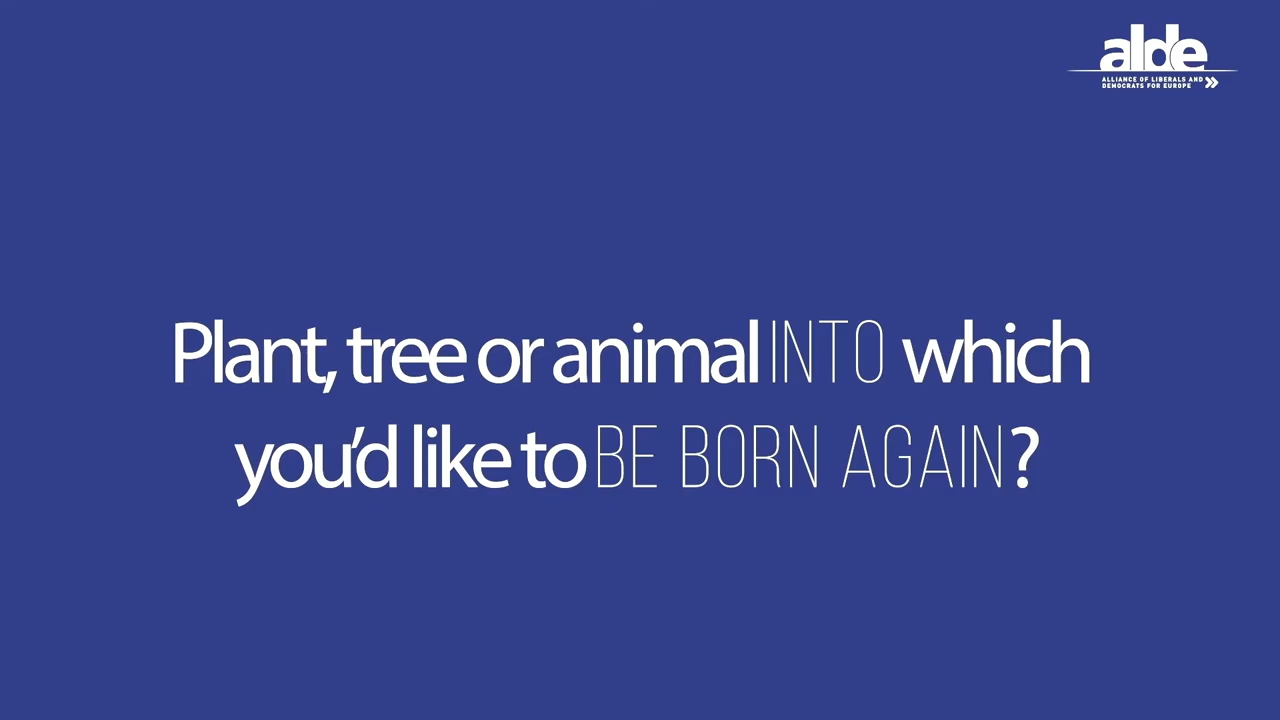 alde
ALLIANCE OF LIBERALS AND
DEMOCRATS FOR EUROPE
Plant, tree or animal INTO which
you'd like to BE BORN AGAIN?